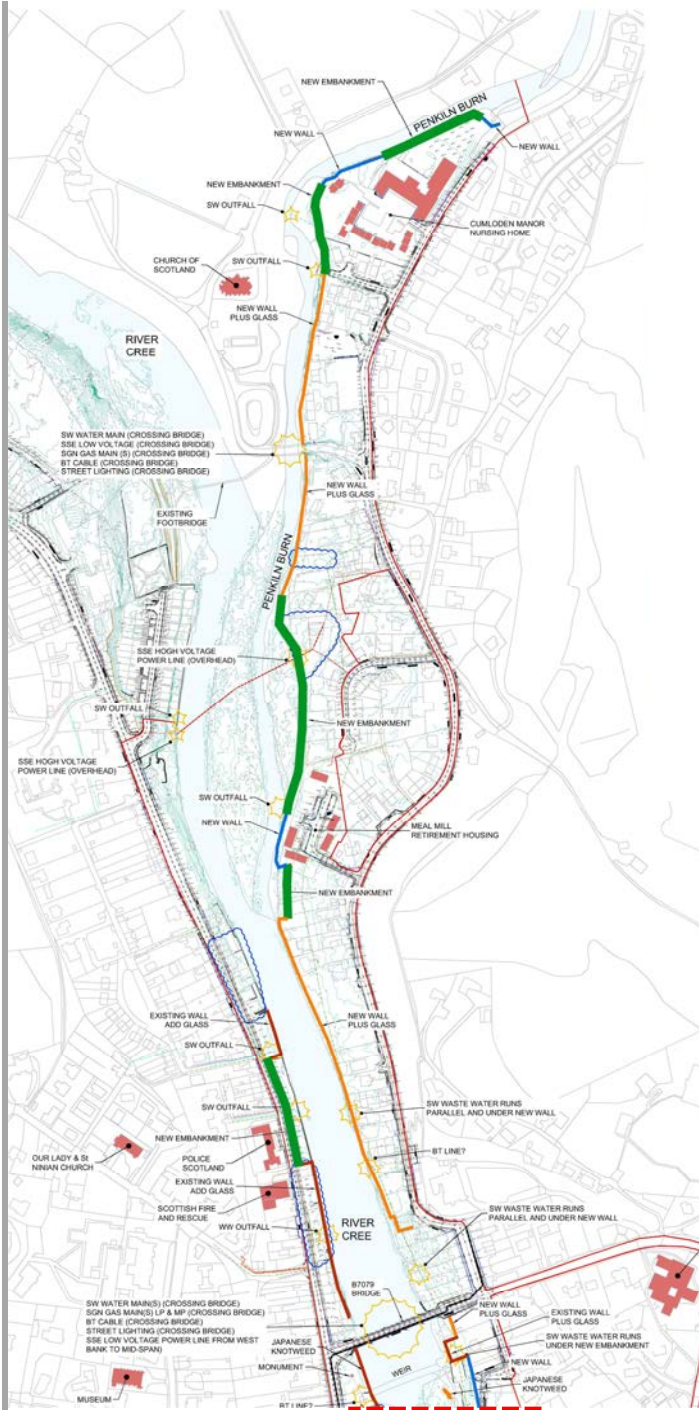 NEW EMBANKMENT
PENKILN BURN
NEW WALL
NEW WALL
NEW EMBANKMENT
SW OUTFALL
CUMLODEN MANOR
NURSING HOME
CHURCH OF
SCOTLAND
SW OUTFALL
NEW WALL
PLUS GLASS
RIVER
CREE
SW WATER MAIN (CROSSING BRIDGE)
SSE LOW VOLTAGE (CROSSING BRIDGE)
SGN GAS MAIN (S) (CROSSING BRIDGE)
BT CABLE (CROSSING BRIDGE)
STREET LIGHTING (CROSSING BRIDGE)
NEW WALL
PLUS GLASS
EXISTING
FOOTBRIDGE
PENKILN BURN
SSE HOGH VOLTAGE
POWER LINE (OVERHEAD)
SW OUTFALL
NEW EMBANKMENT
SSE HOGH VOLTAGE
POWER LINE (OVERHEAD)
SW OUTFALL
NEW WALL
MEAL MILL
RETIREMENT HOUSING
NEW EMBANKMENT
EXISTING WALL
ADD GLASS
NEW WALL
PLUS GLASS
SW OUTFALL
SW OUTFALL
SW WASTE WATER RUNS
PARALLEL AND UNDER NEW WALL
NEW EMBANKMENT
BT LINE?
OUR LADY & St
NINIAN CHURCH
POLICE
SCOTLAND
EXISTING WALL
ADD GLASS
SCOTTISH FIRE
AND RESCUE
SW WASTE WATER RUNS
PARALLEL AND UNDER NEW WALL
WW OUTFALL
RIVER
CREE
B7079
BRIDGE
SW WATER MAIN(S) (CROSSING BRIDGE)
SGN GAS MAIN(S) LP & MP (CROSSING BRIDGE)
BT CABLE (CROSSING BRIDGE)
STREET LIGHTING (CROSSING BRIDGE)
SSE LOW VOLTAGE POWER LINE FROM WEST
BANK TO MID-SPAN)
NEW WALL
PLUS GLASS
EXISTING WALL
PLUS GLASS
JAPANESE
KNOTWEED
SW WASTE WATER RUNS
UNDER NEW EMBANKMENT
MONUMENT
WEIR
NEW WALL
JAPANESE
KNOTWEED
MUSEUM
BT LINE?